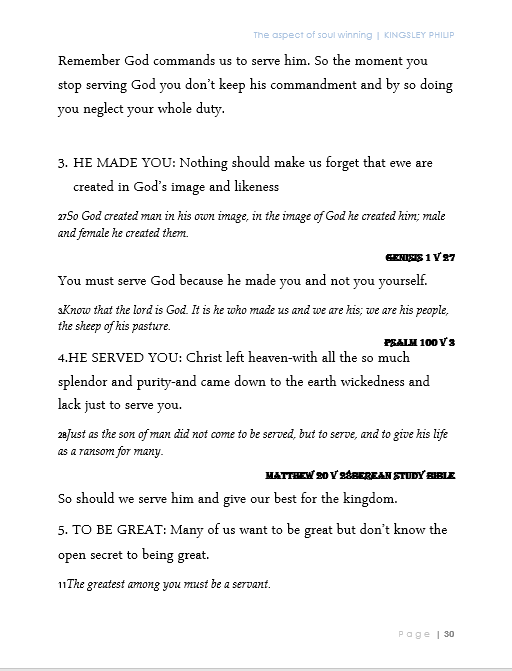 The aspect of soul winning | KINGSLEY PHILIP
Remember God commands us to serve him. So the moment you
stop serving God you don't keep his commandment and by so doing
you neglect your whole duty.
3. HE MADE YOU: Nothing should make us forget that ewe are
created in God's image and likeness
27So God created man in his own image, in the image of God he created him; male
and female he created them.
GENISIS 1 V 27
You must serve God because he made you and not you yourself.
3Know that the lord is God. It is he who made us and we are his; we are his people,
the sheep of his pasture.
PSALM 100 V 3
4.HE SERVED YOU: Christ left heaven-with all the so much
splendor and purity-and came down to the earth wickedness and
lack just to serve you.
28Just as the son of man did not come to be served, but to serve, and to give his life
as a ransom for many.
MATTHEW 20 V 28BEREAN STUDY BIBLE
So should we serve him and give our best for the kingdom.
5. TO BE GREAT: Many of us want to be great but don't know the
open secret to being great.
11The greatest among you must be a servant.
Page | 30